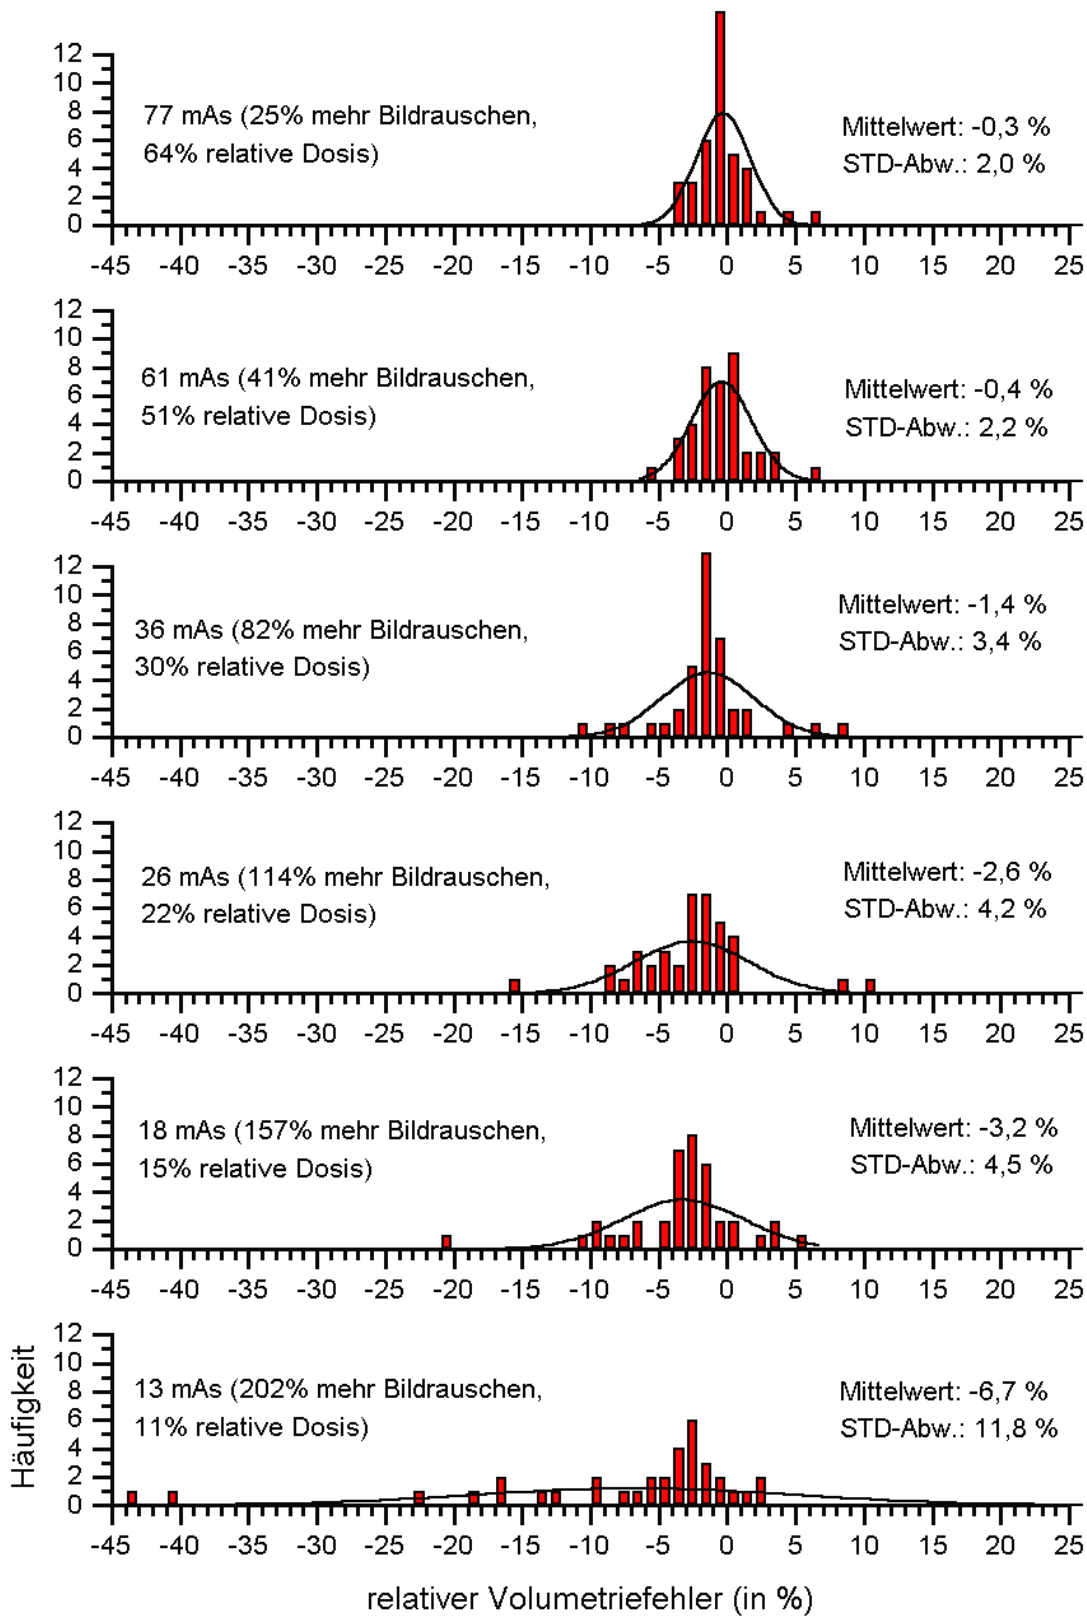 12
10
8
6
4
2
0
77 mAs (25% mehr Bildrauschen,
64% relative Dosis)
Mittelwert: -0,3 %
STD-Abw.: 2,0 %
-45 -40 -35 -30 -25 -20 -15 -10 -5 0 5 10 15 20 25
12
10
8
6
4
2
0
61 mAs (41% mehr Bildrauschen,
51% relative Dosis)
Mittelwert: -0,4 %
STD-Abw.: 2,2 %
-45 -40 -35 -30 -25 -20 -15 -10 -5 0 5 10 15 20 25
12
10
8
6
4
2
0
36 mAs (82% mehr Bildrauschen,
30% relative Dosis)
Mittelwert: -1,4 %
STD-Abw.: 3,4 %
-45 -40 -35 -30 -25 -20 -15 -10 -5 0 5 10 15 20 25
12
10
8
6
4
2
0
26 mAs (114% mehr Bildrauschen,
22% relative Dosis)
Mittelwert: -2,6 %
STD-Abw.: 4,2 %
-45 -40 -35 -30 -25 -20 -15 -10 -5 0 5 10 15 20 25
12
10
8
6
4
2
0
18 mAs (157% mehr Bildrauschen,
15% relative Dosis)
Mittelwert: -3,2 %
STD-Abw.: 4,5 %
-45 -40 -35 -30 -25 -20 -15 -10 -5 0 5 10 15 20 25
Häufigkeit
12
10
8
6
4
2
0
13 mAs (202% mehr Bildrauschen,
11% relative Dosis)
Mittelwert: -6,7 %
STD-Abw.: 11,8 %
-45 -40 -35 -30 -25 -20 -15 -10 -5 0 5 10 15 20 25
relativer Volumetriefehler (in %)